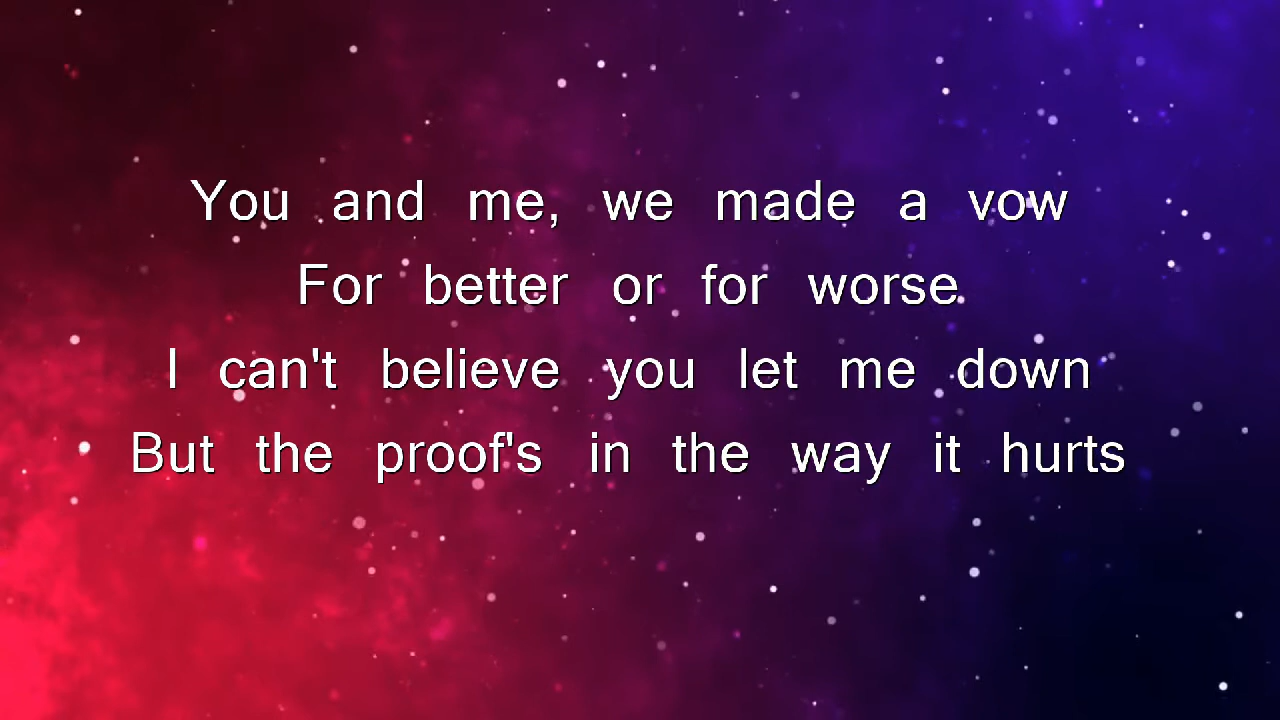 You and me, we made a vow
For better or for worse
I can't believe you let me down
But the proof's in the way it hurts